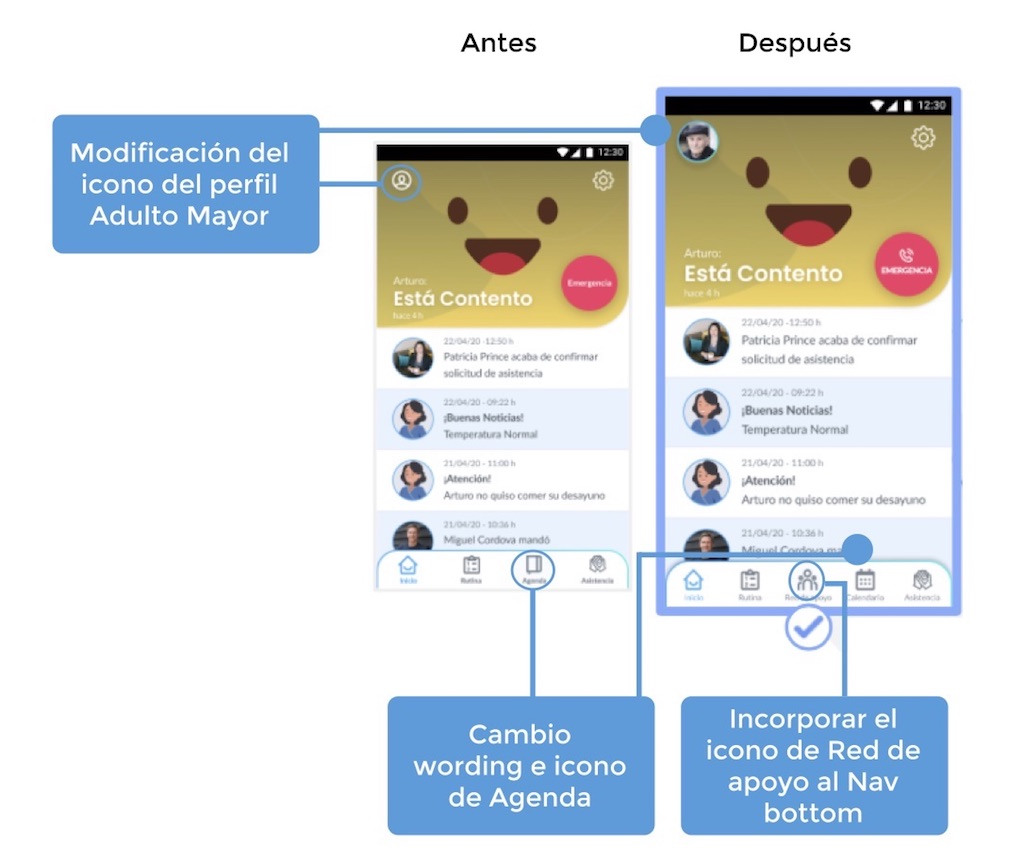 Antes
Después
Modificación del
icono del perfil
Adulto Mayor
12:30
Arturo:
Está Contento
hace 4 h
Emergencia
22/04/20 -12:50 h
Patricia Prince acaba de confirmar
solicitud de asistencia
22/04/20 - 09:22 h
¡Buenas Noticias!
Temperatura Normal
21/04/20 - 11:00 h
¡Atención!
Arturo no quiso comer su desayuno
21/04/20 - 10:36 h
Miguel Cordova mandó
Inicio
Rutina
Agenda
Asistencia
12:30
Arturo:
Está Contento
hace 4 h
EMERGENCIA
22/04/20 -12:50 h
Patricia Prince acaba de confirmar
solicitud de asistencia
22/04/20 - 09:22 h
¡Buenas Noticias!
Temperatura Normal
21/04/20 - 11:00 h
¡Atención!
Arturo no quiso comer su desayuno
21/04/20 - 10:36 h
Miguel Cordova
Inicio
Rutina
Red de apoyo
Calendario
Asistencia
Cambio
wording e icono
de Agenda
Incorporar el
icono de Red de
apoyo al Nav
bottom